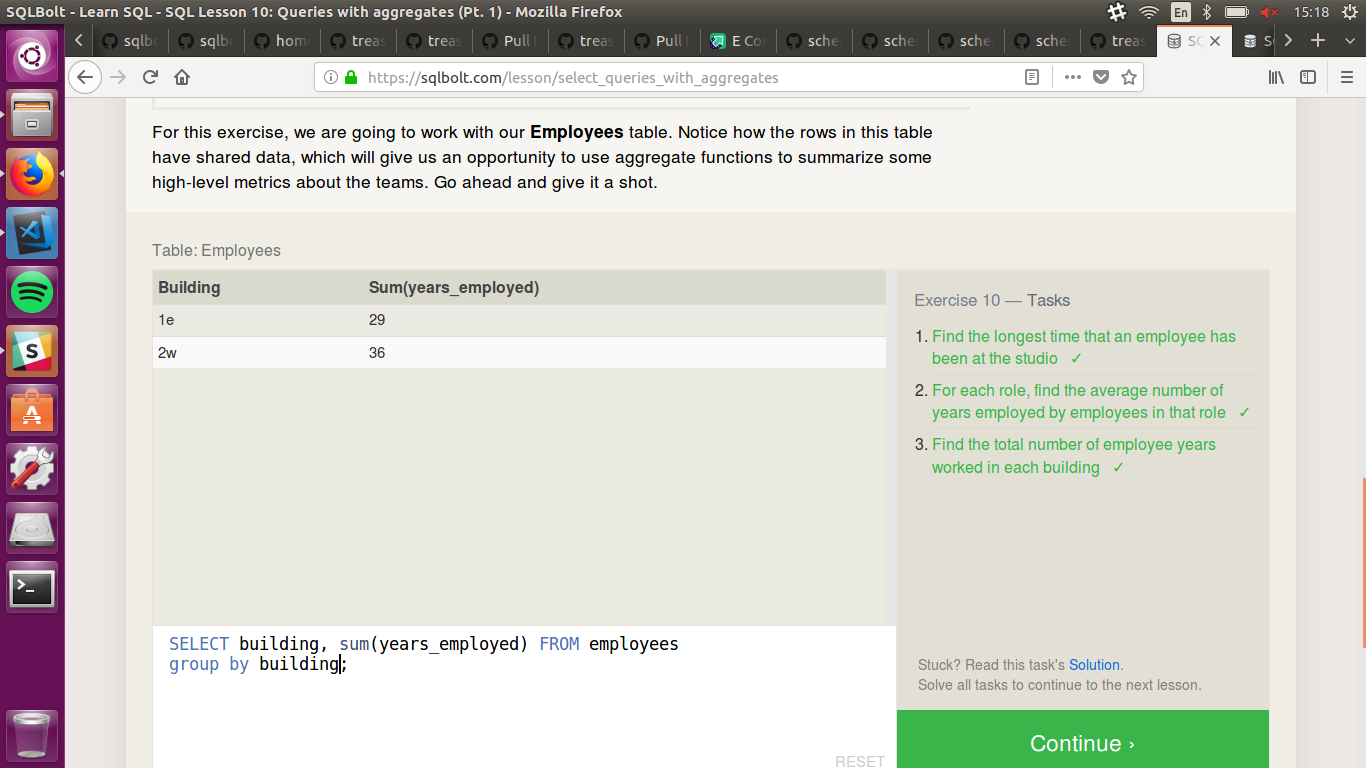 SQLBolt - Learn SQL - SQL Lesson 10: Queries with aggregates (Pt. 1) - Mozilla Firefox
En
15:18
sqlb
sqlb
hom
treas
treas
Pull
treas
Pull
E Co
sche
sche
sche
sche
treas
SC
S
https://sqlbolt.com/lesson/select_queries_with_aggregates
For this exercise, we are going to work with our Employees table. Notice how the rows in this table
have shared data, which will give us an opportunity to use aggregate functions to summarize some
high-level metrics about the teams. Go ahead and give it a shot.
Table: Employees
Building Sum(years_employed)
1e 29
2w 36
SELECT building, sum(years_employed) FROM employees
group by building;
RESET
Exercise 10 — Tasks
1. Find the longest time that an employee has
been at the studio ✓
2. For each role, find the average number of
years employed by employees in that role ✓
3. Find the total number of employee years
worked in each building ✓
Stuck? Read this task's Solution.
Solve all tasks to continue to the next lesson.
Continue ›